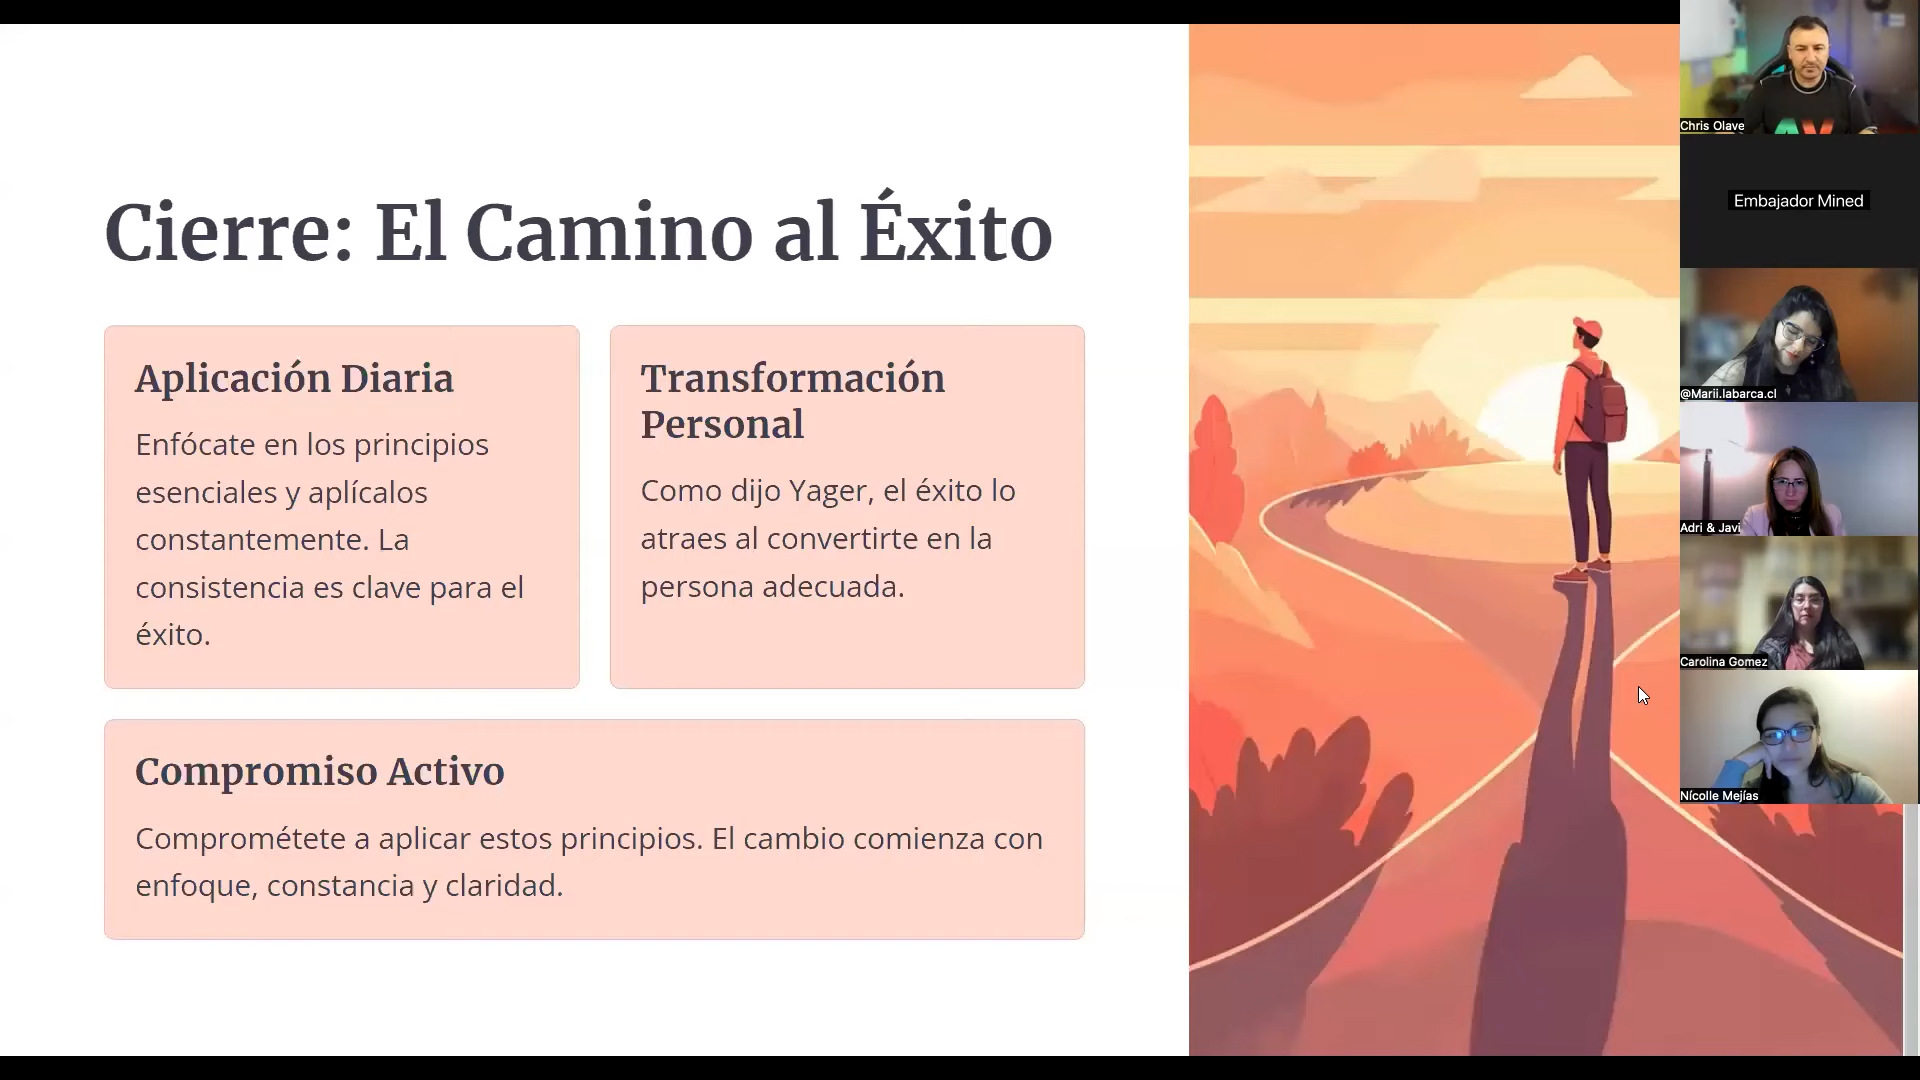 Cierre: El Camino al Éxito
Aplicación Diaria
Enfócate en los principios
esenciales y aplícalos
constantemente. La
consistencia es clave para el
éxito.
Transformación
Personal
Como dijo Yager, el éxito lo
atraes al convertirte en la
persona adecuada.
Compromiso Activo
Comprométete a aplicar estos principios. El cambio comienza con
enfoque, constancia y claridad.
Chris Olave
Embajador Mined
@Marii.labarca.cl
Adri & Javi
Carolina Gomez
Nícolle Mejías